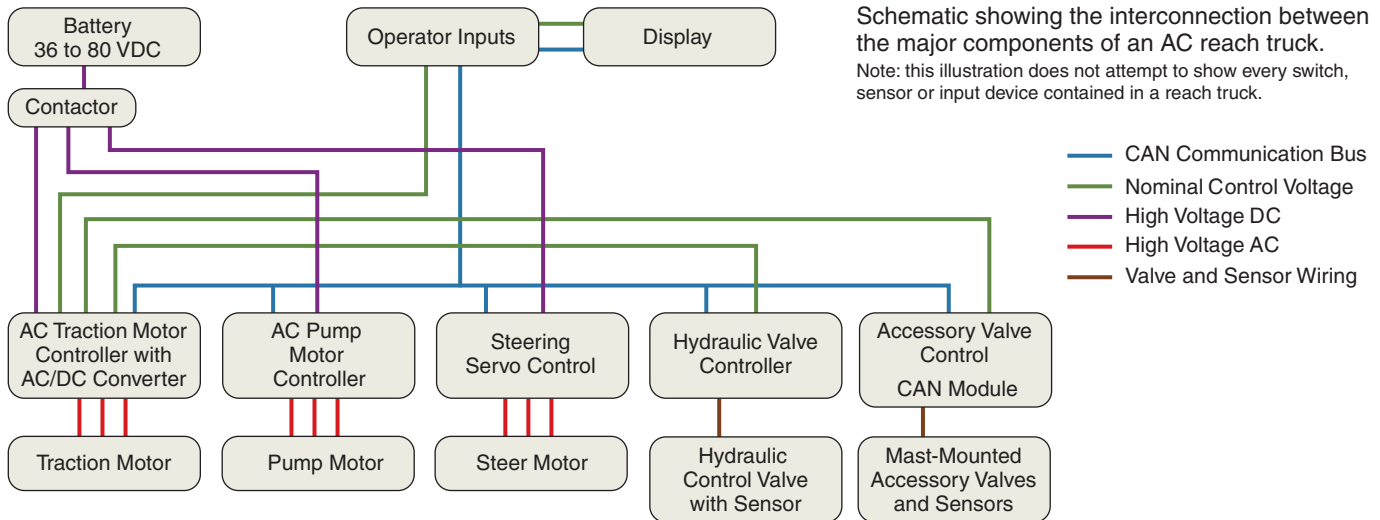 Battery
36 to 80 VDC
Operator Inputs
Display
Schematic showing the interconnection between
the major components of an AC reach truck.
Note: this illustration does not attempt to show every switch,
sensor or input device contained in a reach truck.
Contactor
CAN Communication Bus
Nominal Control Voltage
High Voltage DC
High Voltage AC
Valve and Sensor Wiring
AC Traction Motor
Controller with
AC/DC Converter
AC Pump
Motor
Controller
Steering
Servo Control
Hydraulic Valve
Controller
Accessory Valve
Control
CAN Module
Traction Motor
Pump Motor
Steer Motor
Hydraulic
Control Valve
with Sensor
Mast-Mounted
Accessory Valves
and Sensors